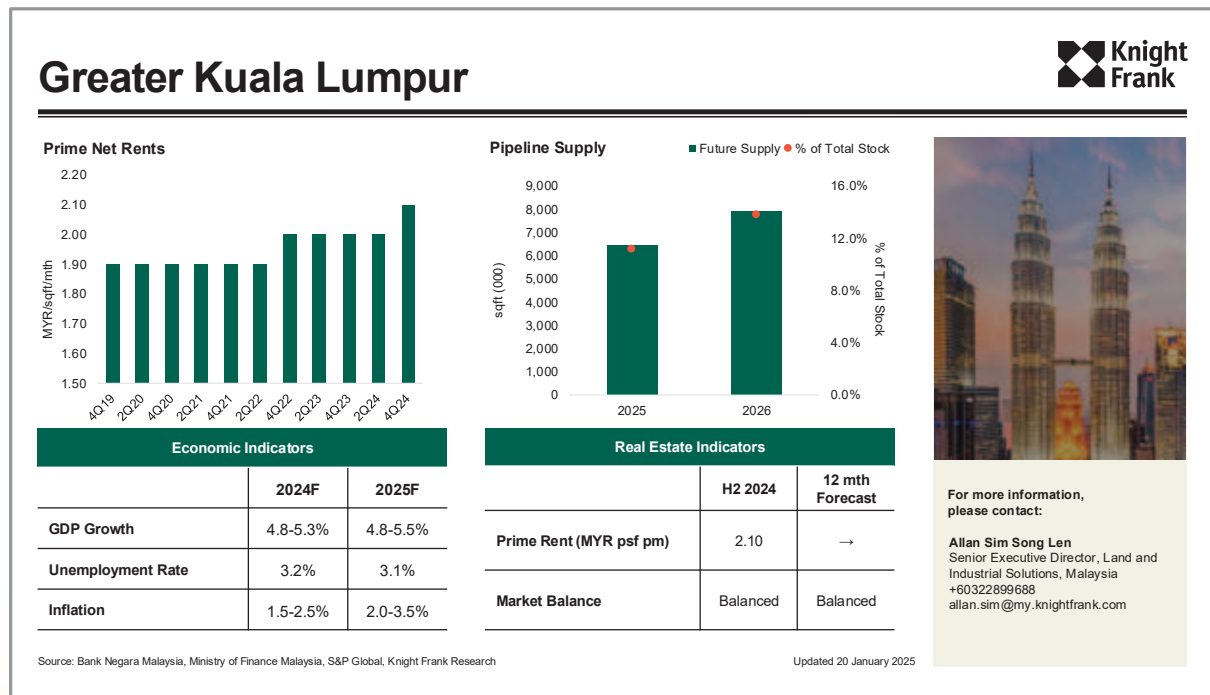 Greater Kuala Lumpur
Knight
Frank
Prime Net Rents
MYR/sqft/mth
2.20
2.10
2.00
1.90
1.80
1.70
1.60
1.50
4Q19
2Q20
4Q20
2Q21
4Q21
2Q22
4Q22
2Q23
4Q23
2Q24
4Q24
Pipeline Supply
Future Supply
% of Total Stock
sqft (000)
9,000
8,000
7,000
6,000
5,000
4,000
3,000
2,000
1,000
0
16.0%
12.0%
8.0%
4.0%
0.0%
% of Total Stock
2025
2026
Economic Indicators
2024F 2025F
GDP Growth 4.8-5.3% 4.8-5.5%
Unemployment Rate 3.2% 3.1%
Inflation 1.5-2.5% 2.0-3.5%
Real Estate Indicators
H2 2024 12 mth
Forecast
Prime Rent (MYR psf pm) 2.10 →
Market Balance Balanced Balanced
For more information,
please contact:
Allan Sim Song Len
Senior Executive Director, Land and
Industrial Solutions, Malaysia
+60322899688
allan.sim@my.knightfrank.com
Source: Bank Negara Malaysia, Ministry of Finance Malaysia, S&P Global, Knight Frank Research
Updated 20 January 2025